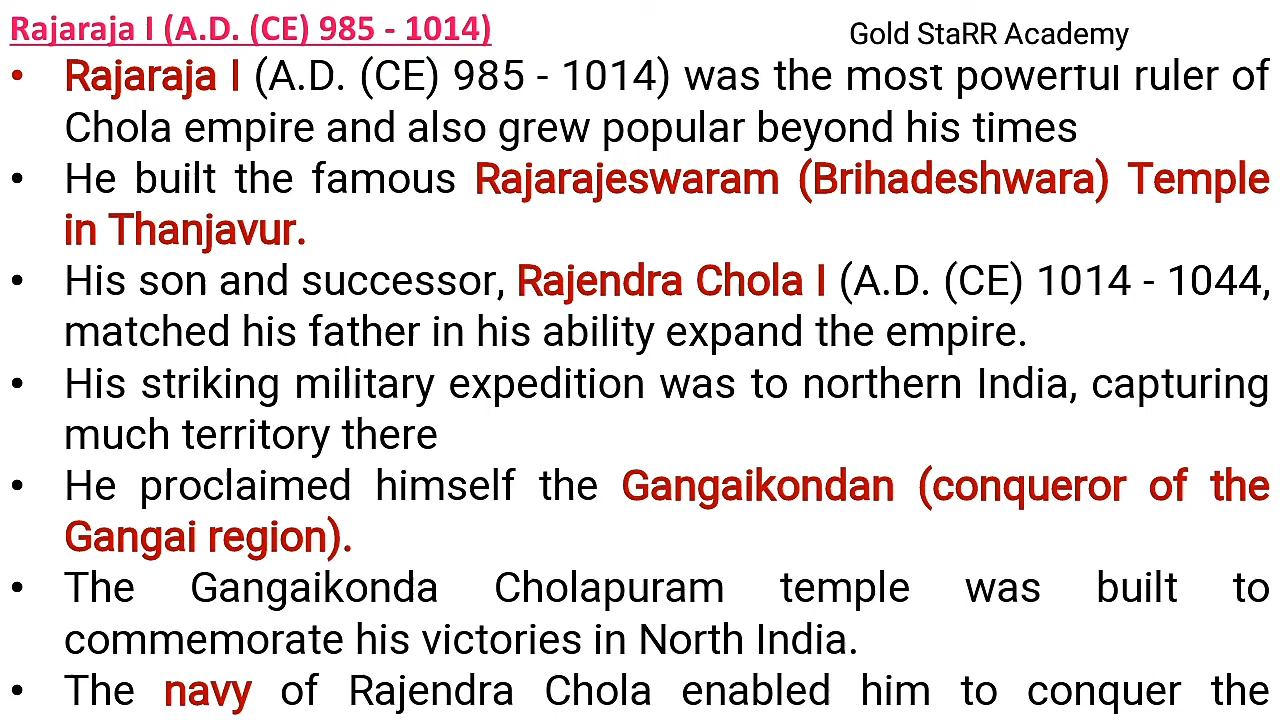 Rajaraja I (A.D. (CE) 985 - 1014)
Gold StaRR Academy
• Rajaraja I (A.D. (CE) 985 - 1014) was the most powerful ruler of
Chola empire and also grew popular beyond his times
• He built the famous Rajarajeswaram (Brihadeshwara) Temple
in Thanjavur.
• His son and successor, Rajendra Chola I (A.D. (CE) 1014 - 1044,
matched his father in his ability expand the empire.
• His striking military expedition was to northern India, capturing
much territory there
• He proclaimed himself the Gangaikondan (conqueror of the
Gangai region).
• The Gangaikonda Cholapuram temple was built to
commemorate his victories in North India.
• The navy of Rajendra Chola enabled him to conquer the